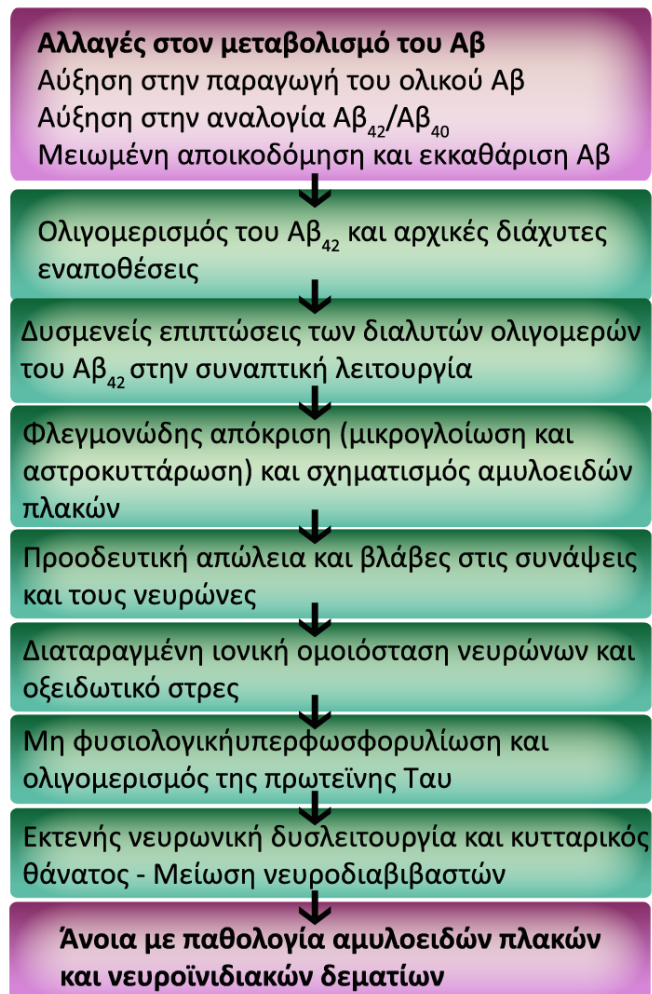 Αλλαγές στον μεταβολισμό του Αβ
Αύξηση στην παραγωγή του ολικού Αβ
Αύξηση στην αναλογία Αβ₄₂/Αβ₄₀
Μειωμένη αποικοδόμηση και εκκαθάριση Αβ
Ολιγομερισμός του Αβ₄₂ και αρχικές διάχυτες
εναποθέσεις
Δυσμενείς επιπτώσεις των διαλυτών ολιγομερών
του Αβ₄₂ στην συναπτική λειτουργία
Φλεγμονώδης απόκριση (μικρογλοίωση και
αστροκυττάρωση) και σχηματισμός αμυλοειδών
πλακών
Προοδευτική απώλεια και βλάβες στις συνάψεις
και τους νευρώνες
Διαταραγμένη ιονική ομοιόσταση νευρώνων και
οξειδωτικό στρες
Μη φυσιολογικήυπερφωσφορυλίωση και
ολιγομερισμός της πρωτεϊνης Ταυ
Εκτενής νευρωνική δυσλειτουργία και κυτταρικός
θάνατος - Μείωση νευροδιαβιβαστών
Άνοια με παθολογία αμυλοειδών πλακών
και νευροϊνιδιακών δεματίων